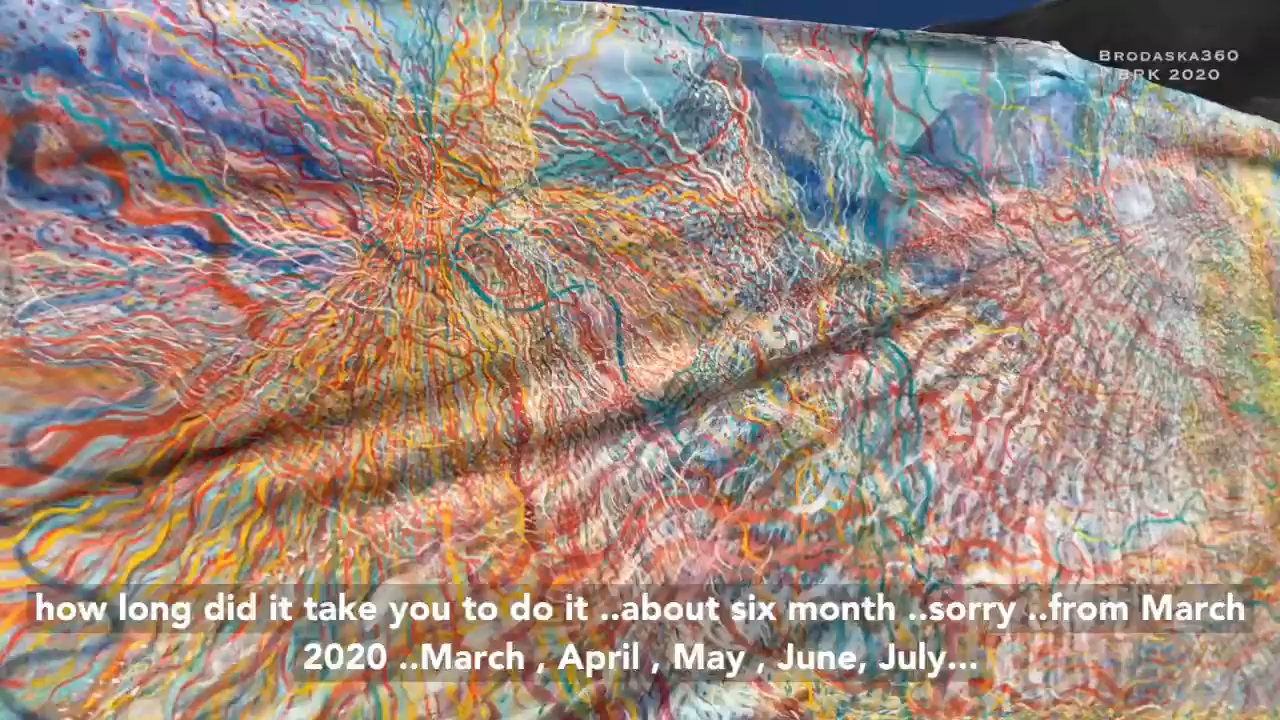 BRODASKA360
BRK 2020
how long did it take you to do it ..about six month ..sorry ..from March
2020 ..March , April , May , June, July...